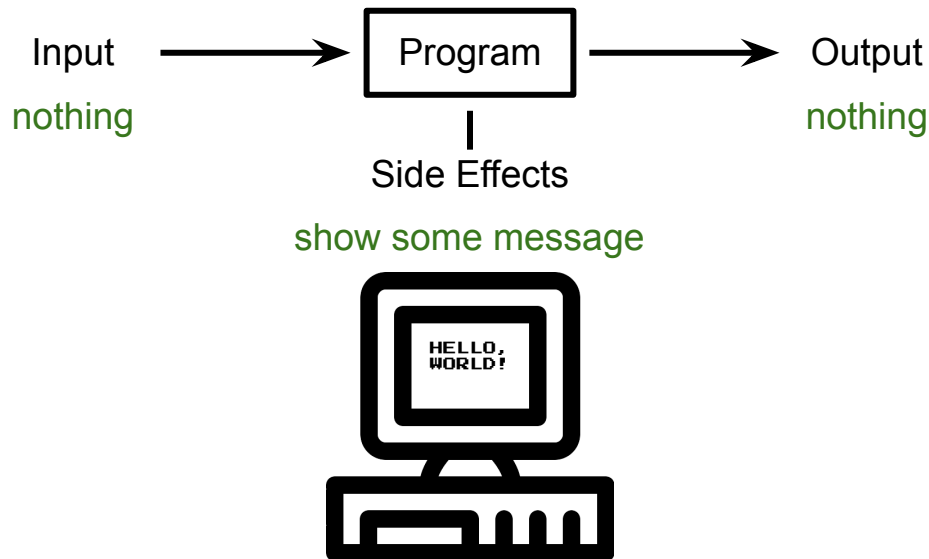 Input
Program
Output
nothing
nothing
Side Effects
show some message
HELLO,
WORLD!